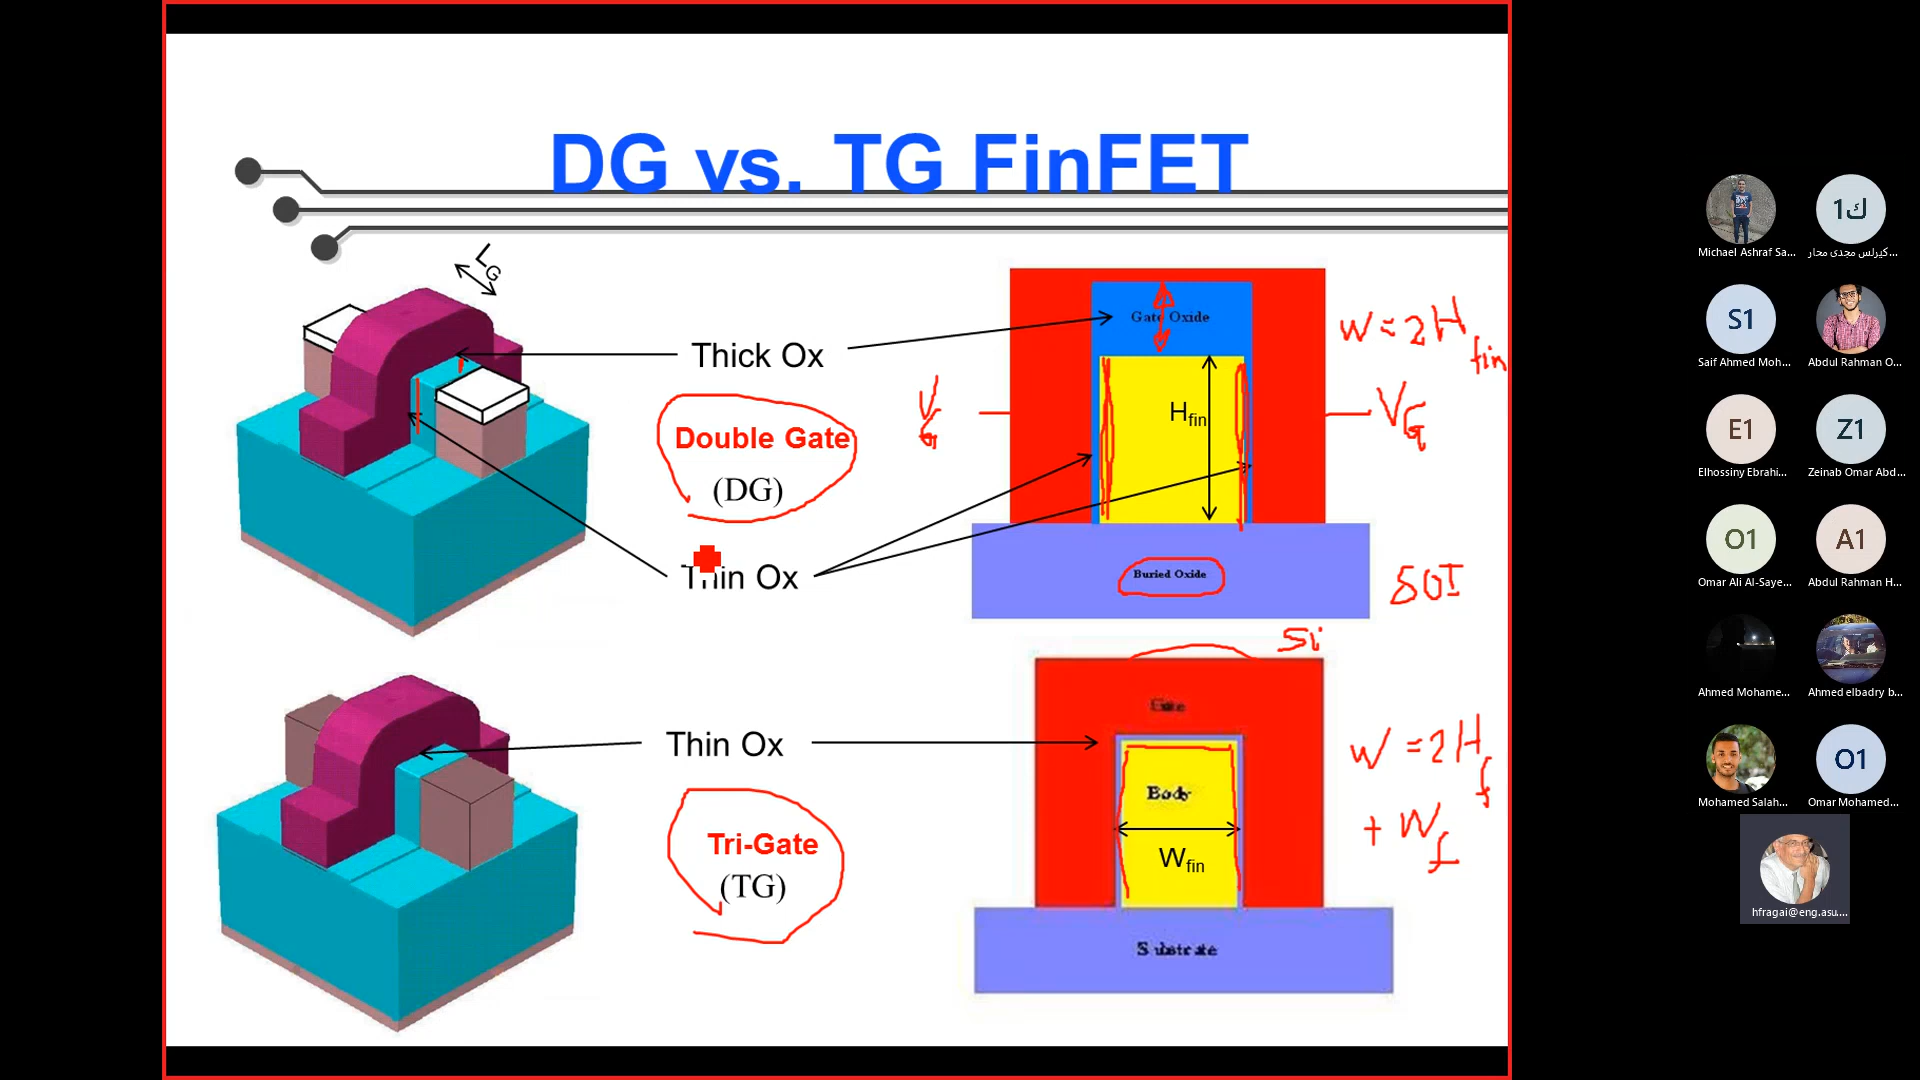 DG vs. TG FinFET
LG
Thick Ox
Gate Oxide
W = 2Hfin
Double Gate
(DG)
VG
Hfin
VG
Thin Ox
Buried Oxide
SOI
Si
Thin Ox
Gate
W = 2Hf
+ Wf
Body
Wfin
Tri-Gate
(TG)
Substrate
Michael Ashraf Sa...
1ك
كيرلس مجدى محار...
S1
Saif Ahmed Moh...
Abdul Rahman O...
E1
Elhossiny Ebrahi...
Z1
Zeinab Omar Abd...
O1
Omar Ali Al-Saye...
A1
Abdul Rahman H...
Ahmed Mohame...
Ahmed elbadry b...
Mohamed Salah...
O1
Omar Mohamed...
hfragai@eng.asu....